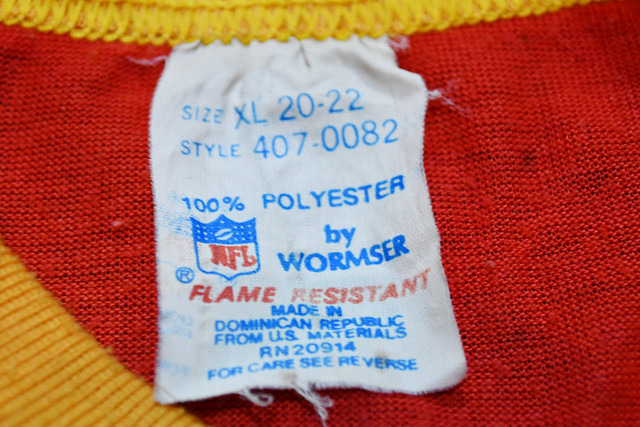 SIZE XL 20-22
STYLE 407-0082
100% POLYESTER
NFL
®
by
WORMSER
FLAME RESISTANT
MADE IN
DOMINICAN REPUBLIC
FROM U.S. MATERIALS
RN 20914
FOR CARE SEE REVERSE